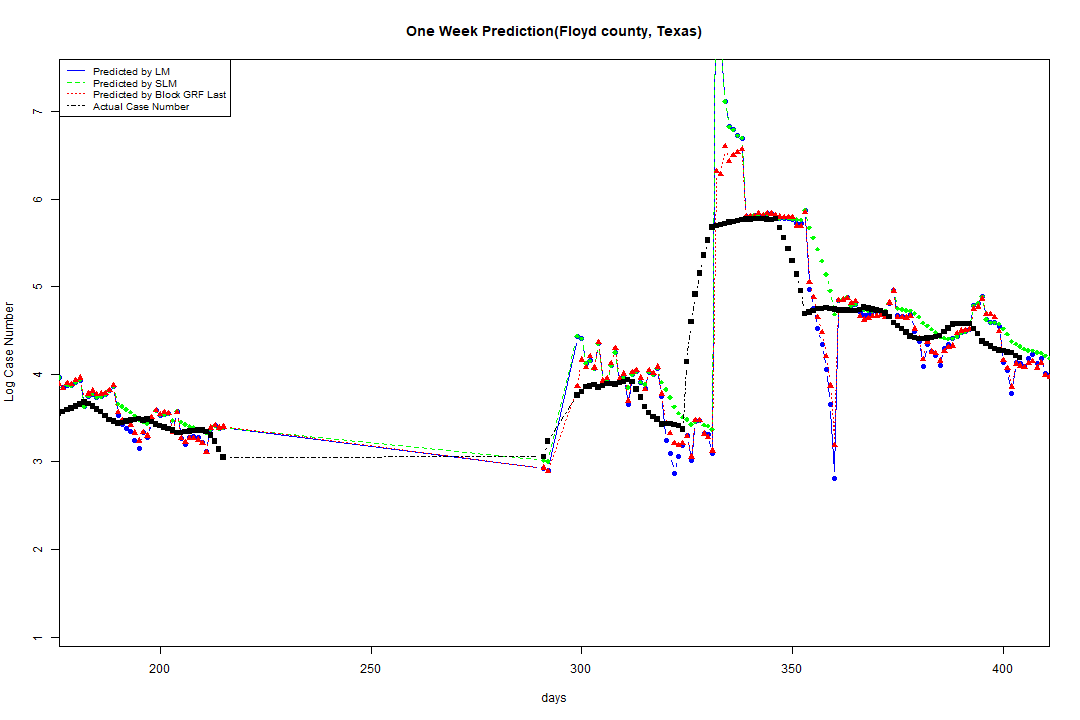 One Week Prediction(Floyd county, Texas)
Predicted by LM
Predicted by SLM
Predicted by Block GRF Last
Actual Case Number
7
6
5
4
3
2
1
Log Case Number
200 250 300 350 400
days